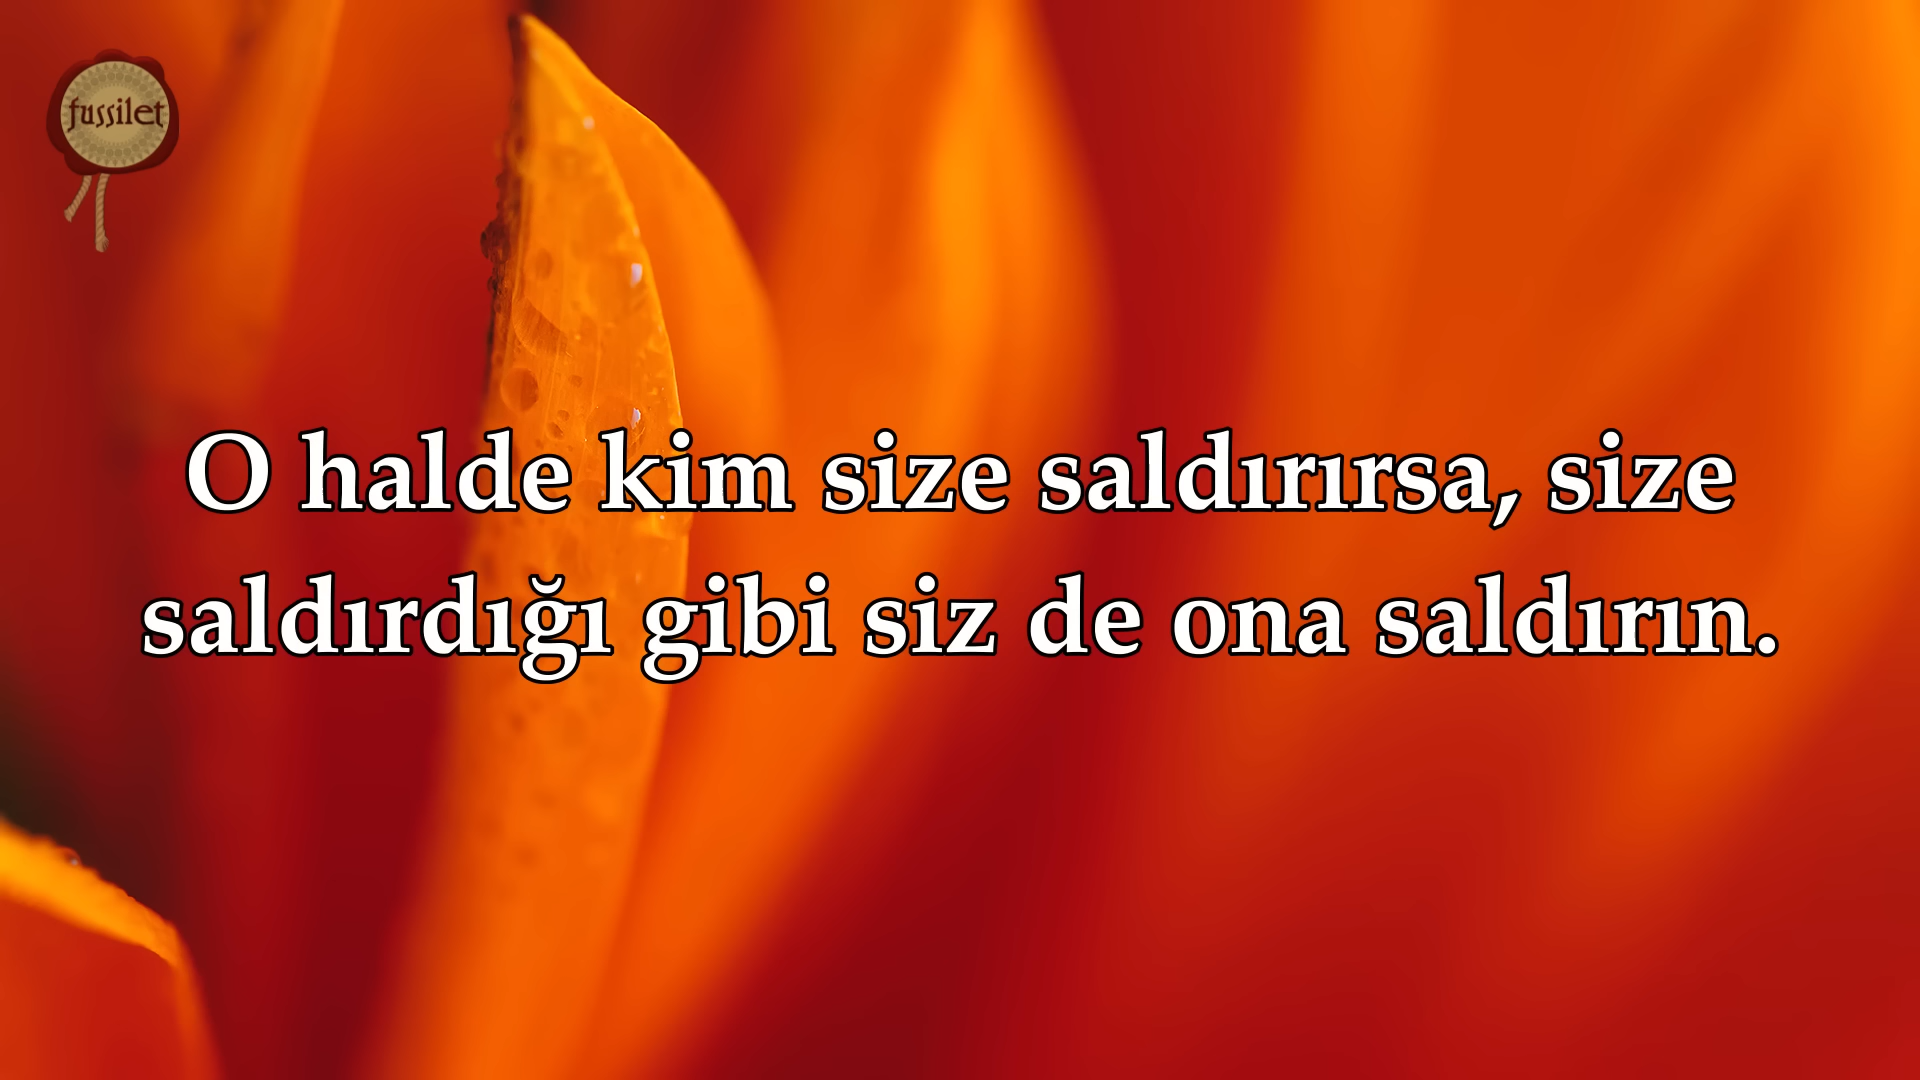 fussilet
O halde kim size saldırırsa, size
saldırdığı gibi siz de ona saldırın.